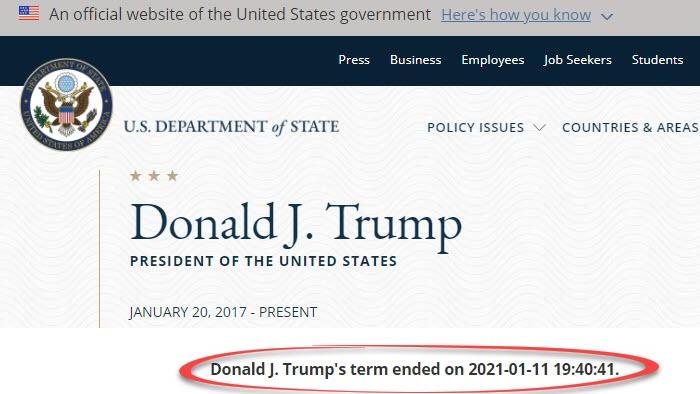 An official website of the United States government Here's how you know
Press Business Employees Job Seekers Students
DEPARTMENT OF STATE
UNITED STATES OF AMERICA
U.S. DEPARTMENT of STATE POLICY ISSUES COUNTRIES & AREAS
Donald J. Trump
PRESIDENT OF THE UNITED STATES
JANUARY 20, 2017 - PRESENT
Donald J. Trump's term ended on 2021-01-11 19:40:41.